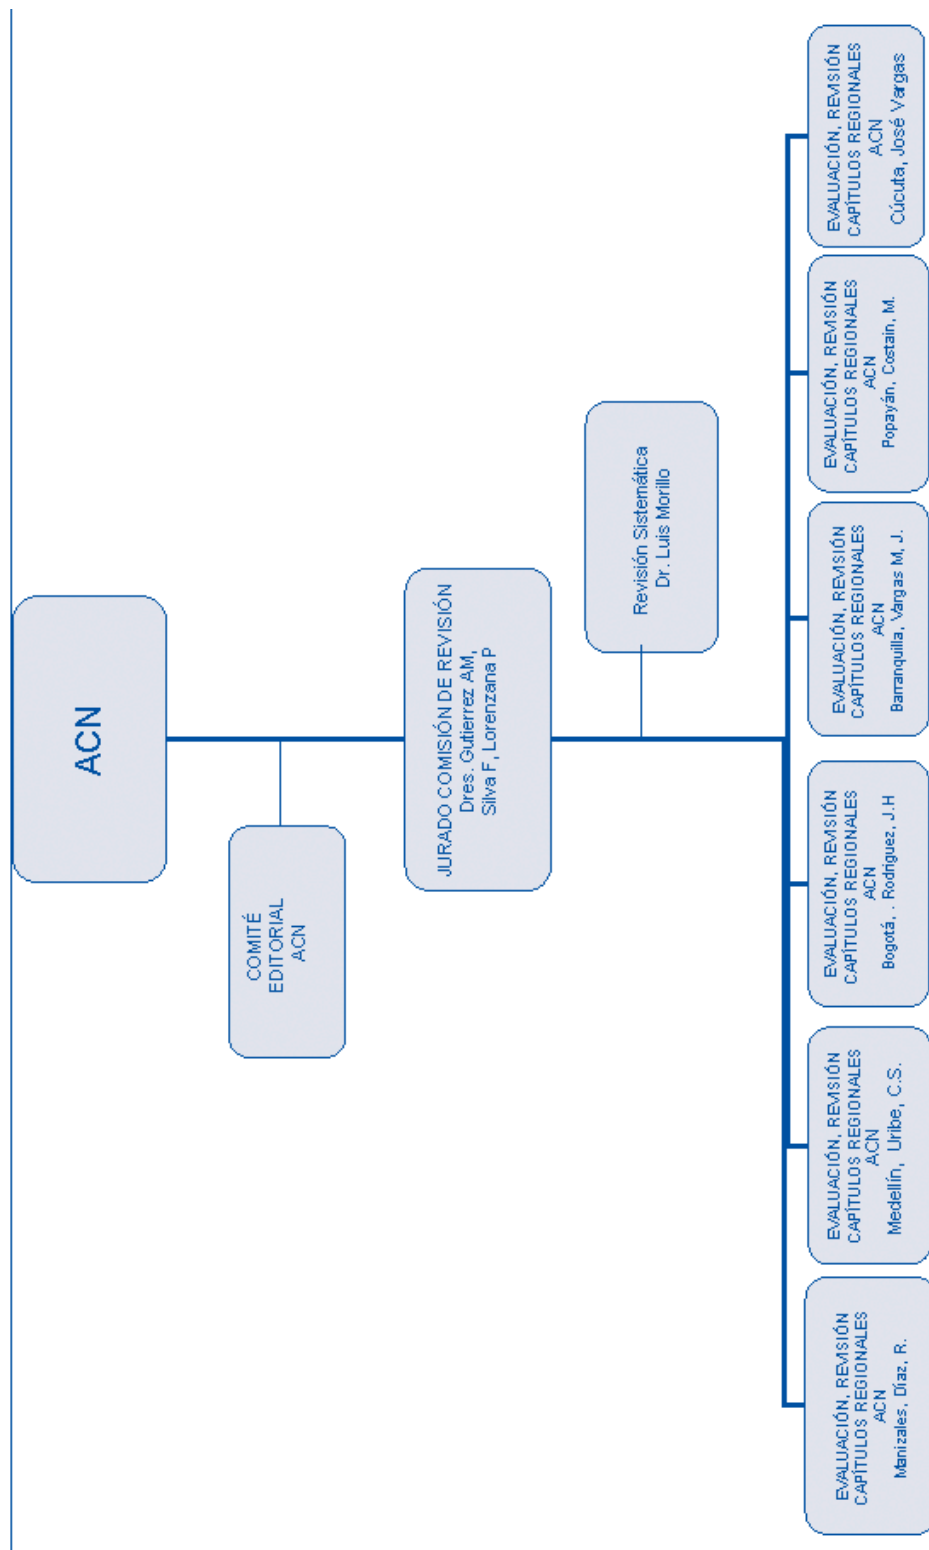 ACN
COMITÉ
EDITORIAL
ACN
JURADO COMISIÓN DE REVISIÓN
Dres. Gutierrez AM,
Silva F, Lorenzana P
Revisión Sistemática
Dr. Luis Morillo
EVALUACIÓN, REVISIÓN
CAPÍTULOS REGIONALES
ACN
Manizales, Díaz, R.
EVALUACIÓN, REVISIÓN
CAPÍTULOS REGIONALES
ACN
Medellín, Uribe, C.S.
EVALUACIÓN, REVISIÓN
CAPÍTULOS REGIONALES
ACN
Bogotá, . Rodríguez, J.H
EVALUACIÓN, REVISIÓN
CAPÍTULOS REGIONALES
ACN
Barranquilla, Vargas M, J.
EVALUACIÓN, REVISIÓN
CAPÍTULOS REGIONALES
ACN
Popayán, Costain, M.
EVALUACIÓN, REVISIÓN
CAPÍTULOS REGIONALES
ACN
Cúcuta, José Vargas